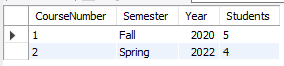 CourseNumber Semester Year Students
1 Fall 2020 5
2 Spring 2022 4